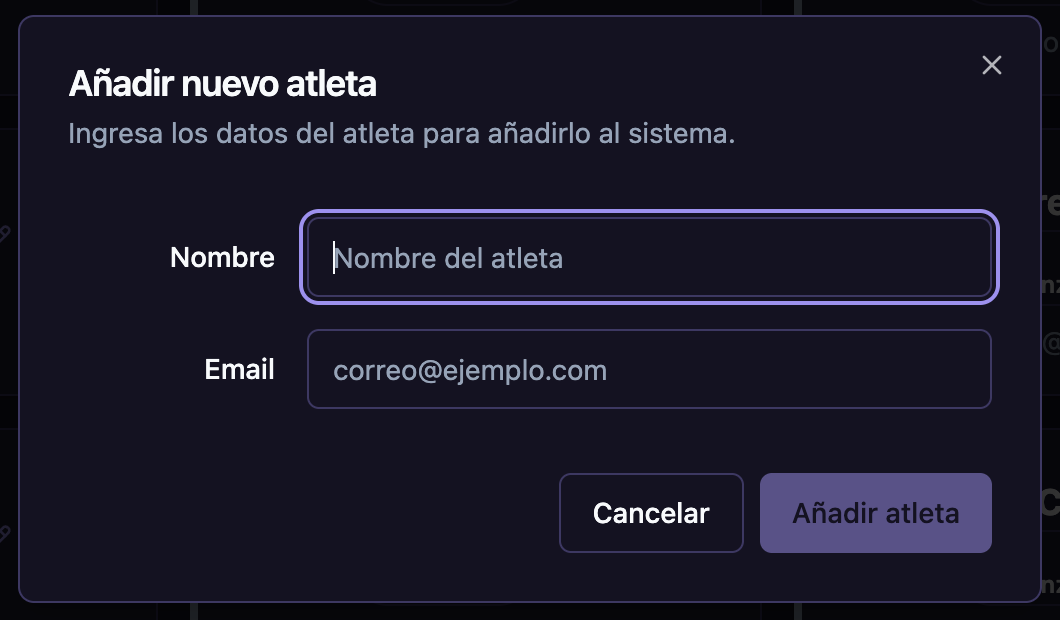 Añadir nuevo atleta
Ingresa los datos del atleta para añadirlo al sistema.
Nombre
Nombre del atleta
Email
correo@ejemplo.com
Cancelar
Añadir atleta